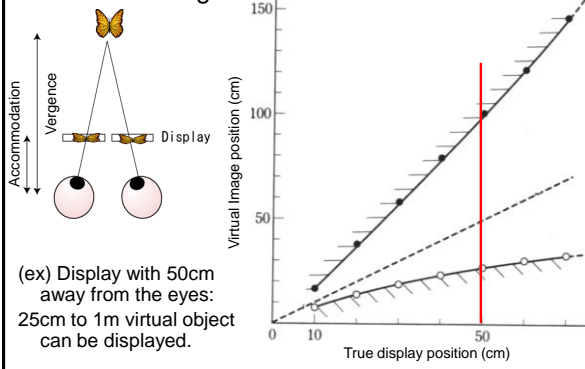 Accommodation
Vergence
Display
(ex) Display with 50cm
away from the eyes:
25cm to 1m virtual object
can be displayed.
Virtual Image position (cm)
150
100
50
0
10
50
True display position (cm)